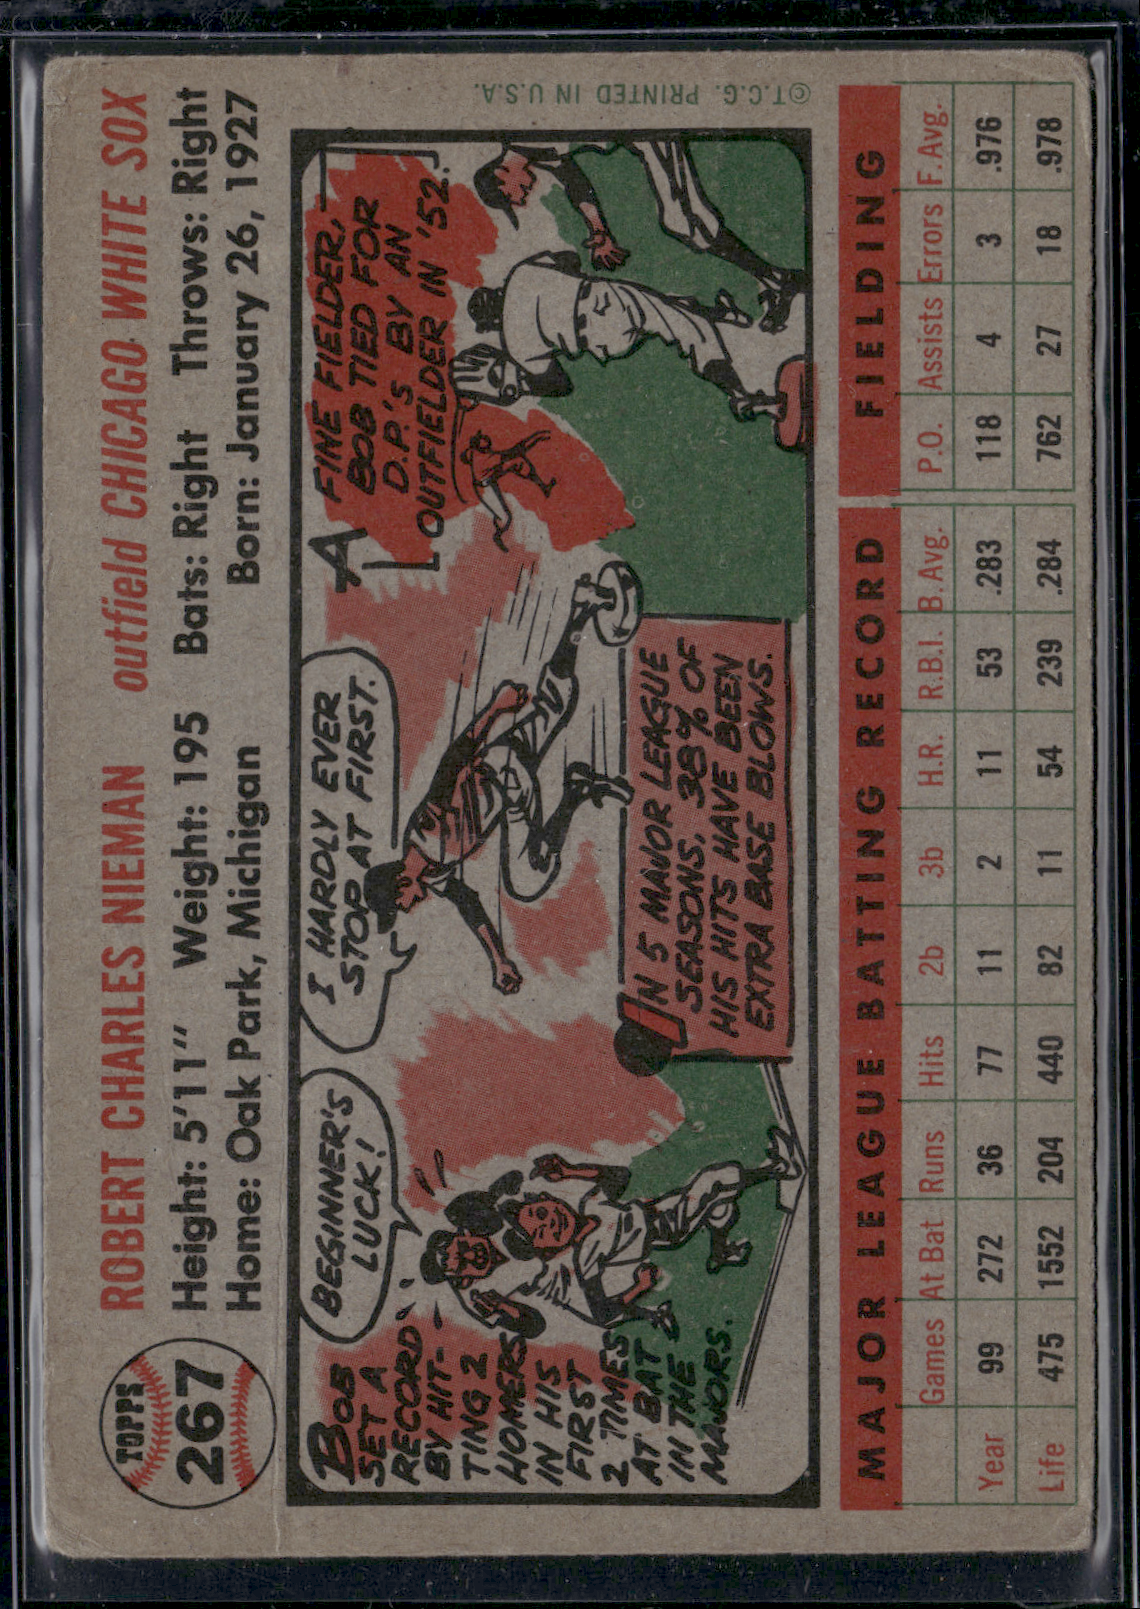 TOPPS
267
ROBERT CHARLES NIEMAN outfield CHICAGO WHITE SOX
Height: 5'11" Weight: 195 Bats: Right Throws: Right
Home: Oak Park, Michigan Born: January 26, 1927
BOB
SET A
RECORD
BY HIT-
TING 2
HOMERS
IN HIS
FIRST
2 TIMES
AT BAT
IN THE
MAJORS.
BEGINNER'S
LUCK!
I HARDLY EVER
STOP AT FIRST.
IN 5 MAJOR LEAGUE
SEASONS, 38% OF
HIS HITS HAVE BEEN
EXTRA BASE BLOWS.
A FINE FIELDER,
BOB TIED FOR
D.P.'S BY AN
OUTFIELDER IN '52.
©T.C.G. PRINTED IN U.S.A.
MAJOR LEAGUE BATTING RECORD FIELDING
Games At Bat Runs Hits 2b 3b H.R. R.B.I. B. Avg. P.O. Assists Errors F. Avg.
Year 99 272 36 77 11 2 11 53 .283 118 4 3 .976
Life 475 1552 204 440 82 11 54 239 .284 762 27 18 .978